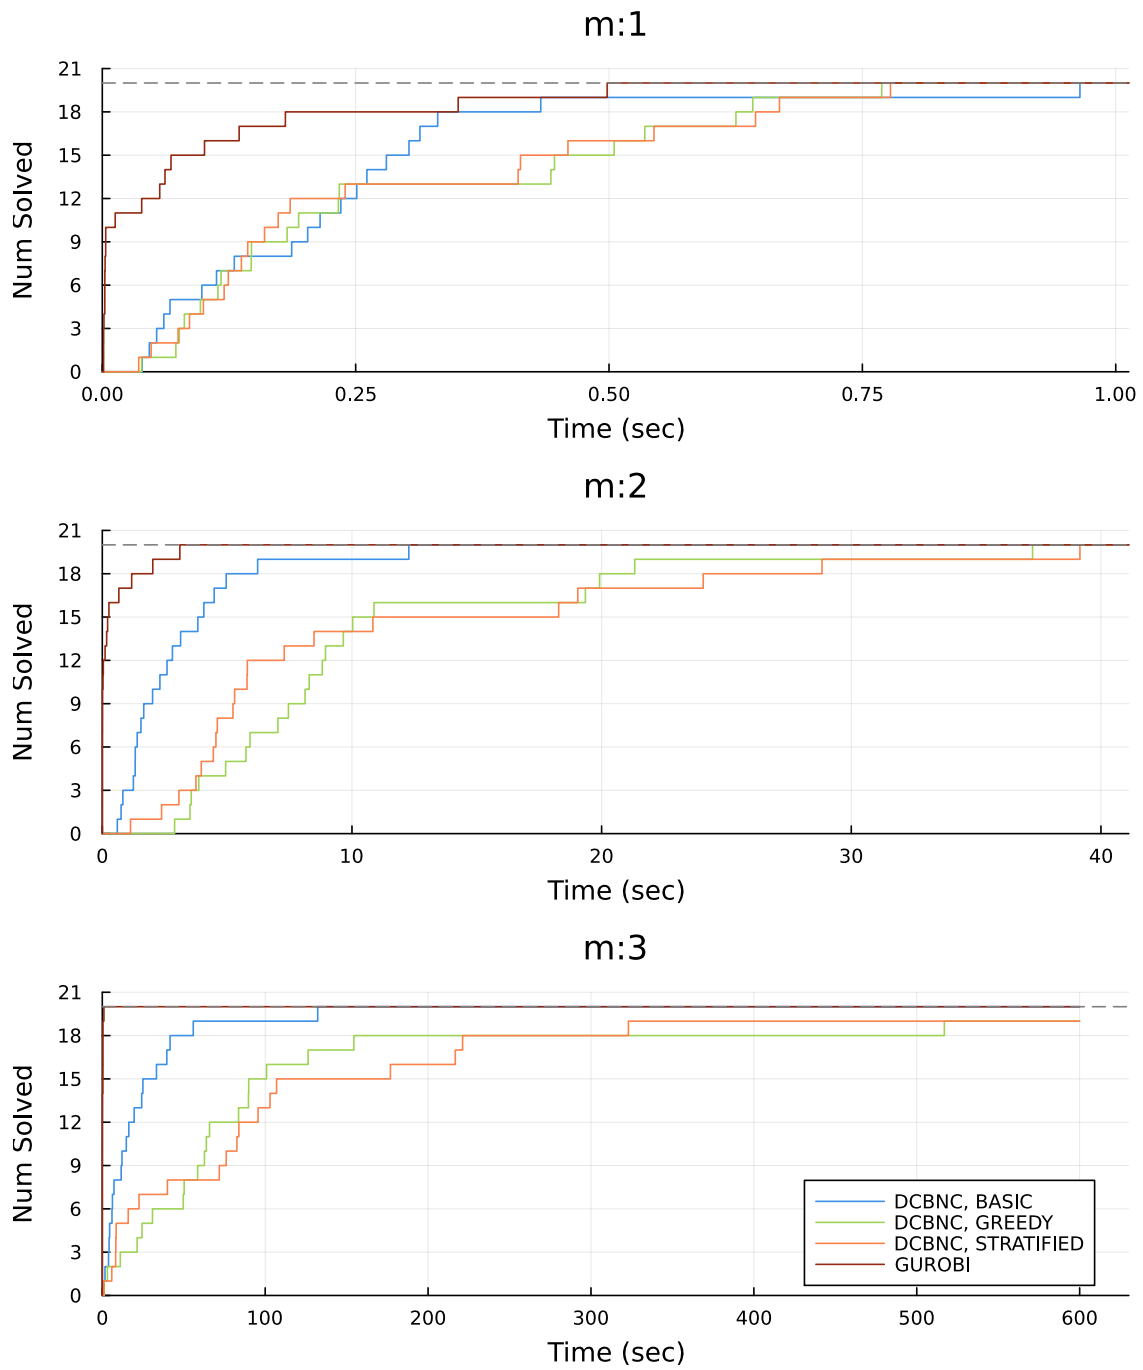 m:1
21
18
15
12
9
6
3
0
Num Solved
0.00 0.25 0.50 0.75 1.00
Time (sec)
m:2
21
18
15
12
9
6
3
0
Num Solved
0 10 20 30 40
Time (sec)
m:3
21
18
15
12
9
6
3
0
Num Solved
DCBNC, BASIC
DCBNC, GREEDY
DCBNC, STRATIFIED
GUROBI
0 100 200 300 400 500 600
Time (sec)